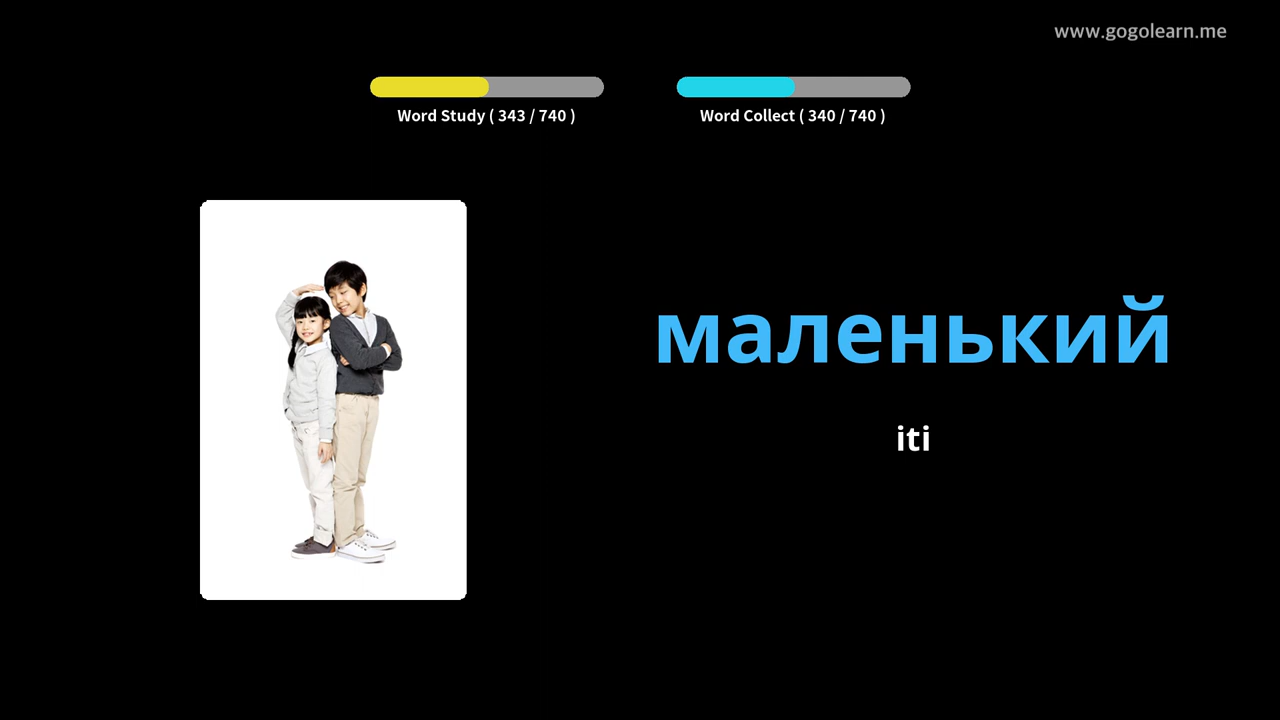 www.gogolearn.me
Word Study ( 343 / 740 )
Word Collect ( 340 / 740 )
маленький
iti